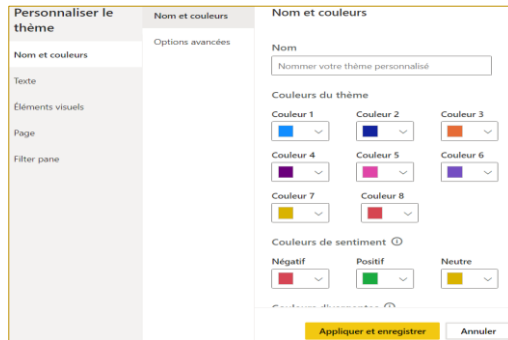 Personnaliser le
thème
Nom et couleurs
Texte
Éléments visuels
Page
Filter pane
Nom et couleurs
Options avancées
Nom et couleurs
Nom
Nommer votre thème personnalisé
Couleurs du thème
Couleur 1 Couleur 2 Couleur 3
Couleur 4 Couleur 5 Couleur 6
Couleur 7 Couleur 8
Couleurs de sentiment
Négatif Positif Neutre
Couleurs divergentes
Appliquer et enregistrer Annuler